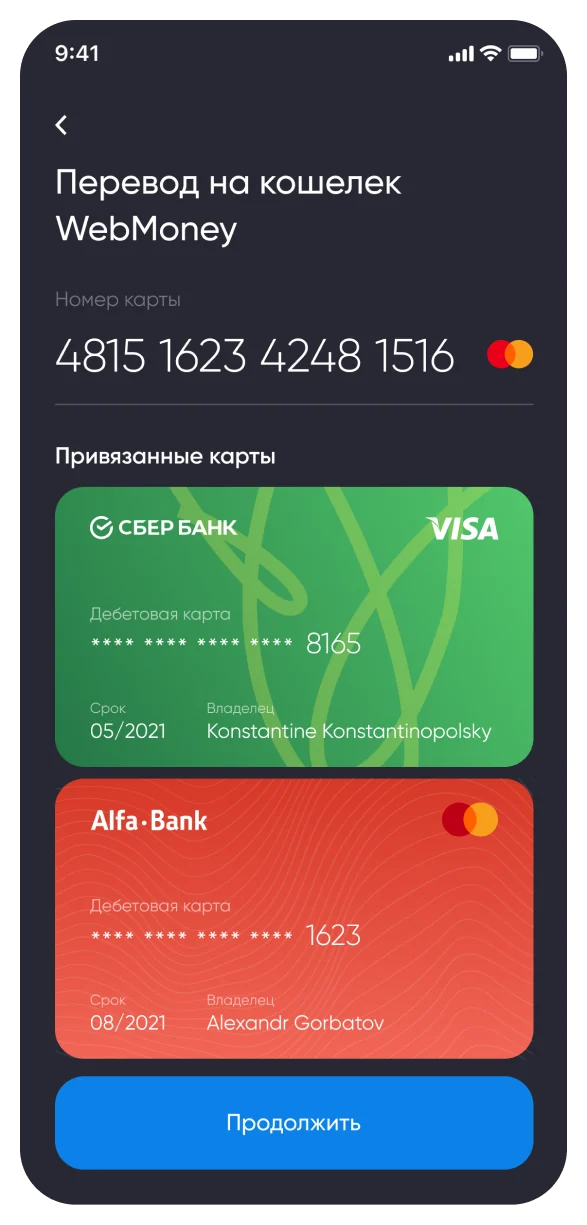 9:41
Перевод на кошелек
WebMoney
Номер карты
4815 1623 4248 1516
Привязанные карты
СБЕР БАНК VISA
Дебетовая карта
**** **** **** **** 8165
Срок Владелец
05/2021 Konstantine Konstantinopolsky
Alfa·Bank
Дебетовая карта
**** **** **** **** 1623
Срок Владелец
08/2021 Alexandr Gorbatov
Продолжить